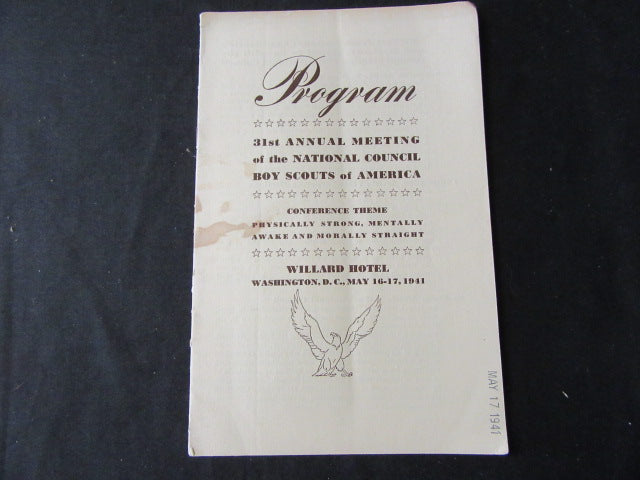 Program
31st ANNUAL MEETING
of the NATIONAL COUNCIL
BOY SCOUTS of AMERICA
CONFERENCE THEME
PHYSICALLY STRONG, MENTALLY
AWAKE AND MORALLY STRAIGHT
WILLARD HOTEL
WASHINGTON, D. C., MAY 16-17, 1941
MAY 17 1941